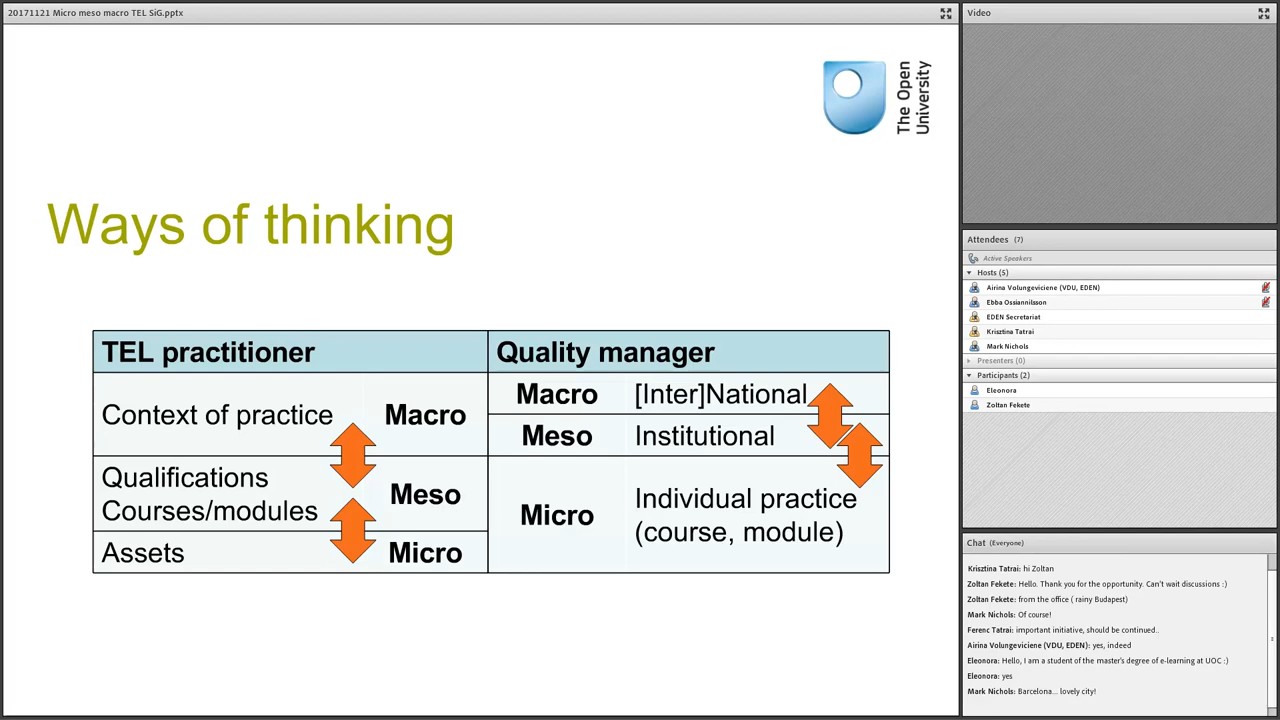 20171121 Micro meso macro TEL SiG.pptx
The Open
University
Ways of thinking
TEL practitioner
Quality manager
Context of practice
Macro
Macro
[Inter]National
Meso
Institutional
Qualifications
Courses/modules
Meso
Micro
Individual practice
(course, module)
Assets
Micro
Video
Attendees (7)
Active Speakers
Hosts (5)
Airina Volungeviciene (VDU, EDEN)
Ebba Ossiannilsson
EDEN Secretariat
Krisztina Tatrai
Mark Nichols
Presenters (0)
Participants (2)
Eleonora
Zoltan Fekete
Chat (Everyone)
Krisztina Tatrai: hi Zoltan
Zoltan Fekete: Hello. Thank you for the opportunity. Can't wait discussions :)
Zoltan Fekete: from the office ( rainy Budapest)
Mark Nichols: Of course!
Ferenc Tatrai: important initiative, should be continued..
Airina Volungeviciene (VDU, EDEN): yes, indeed
Eleonora: Hello, I am a student of the master's degree of e-learning at UOC :)
Eleonora: yes
Mark Nichols: Barcelona... lovely city!